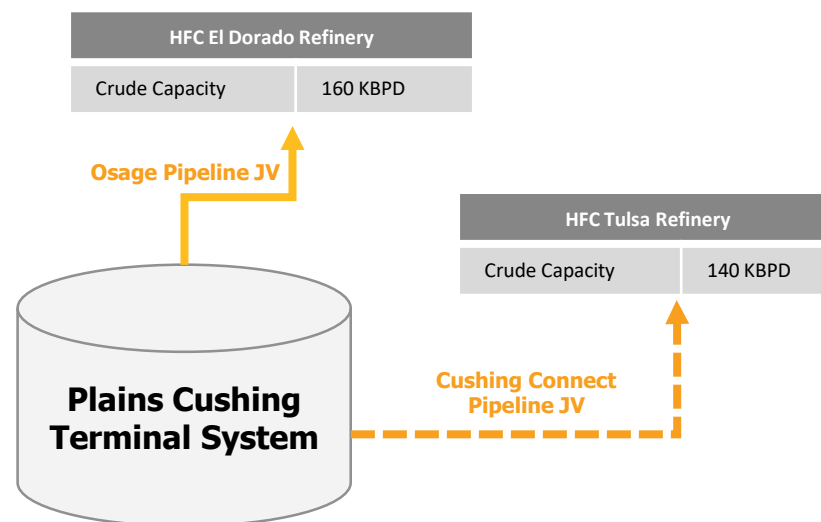 HFC El Dorado Refinery
Crude Capacity 160 KBPD
Osage Pipeline JV
HFC Tulsa Refinery
Crude Capacity 140 KBPD
Cushing Connect
Pipeline JV
Plains Cushing
Terminal System